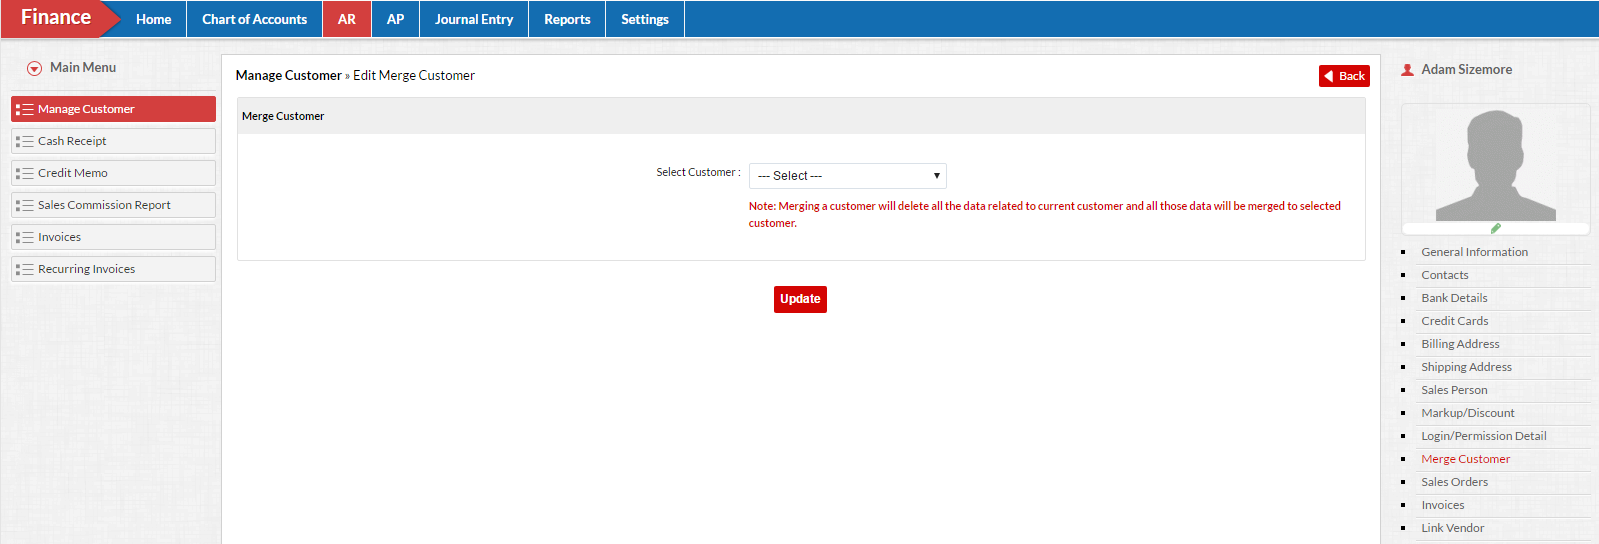 Finance
Home
Chart of Accounts
AR
AP
Journal Entry
Reports
Settings
Main Menu
Manage Customer
Cash Receipt
Credit Memo
Sales Commission Report
Invoices
Recurring Invoices
Manage Customer » Edit Merge Customer
Back
Merge Customer
Select Customer :
--- Select ---
Note: Merging a customer will delete all the data related to current customer and all those data will be merged to selected
customer.
Update
Adam Sizemore
General Information
Contacts
Bank Details
Credit Cards
Billing Address
Shipping Address
Sales Person
Markup/Discount
Login/Permission Detail
Merge Customer
Sales Orders
Invoices
Link Vendor